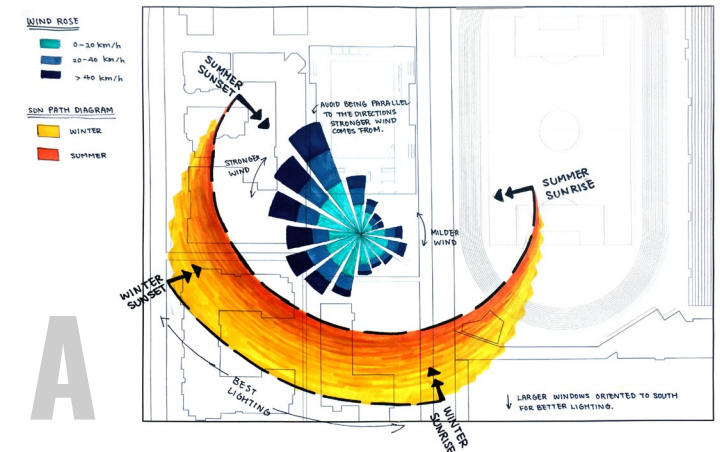 WIND ROSE
0-20 km/h
20-40 km/h
> 40 km/h
SUN PATH DIAGRAM
WINTER
SUMMER
SUMMER
SUNSET
AVOID BEING PARALLEL
TO THE DIRECTIONS
STRONGER WIND
COMES FROM.
STRONGER
WIND
SUMMER
SUNRISE
MILDER
WIND
WINTER
SUNSET
BEST
LIGHTING
WINTER
SUNRISE
LARGER WINDOWS ORIENTED TO SOUTH
FOR BETTER LIGHTING.
A